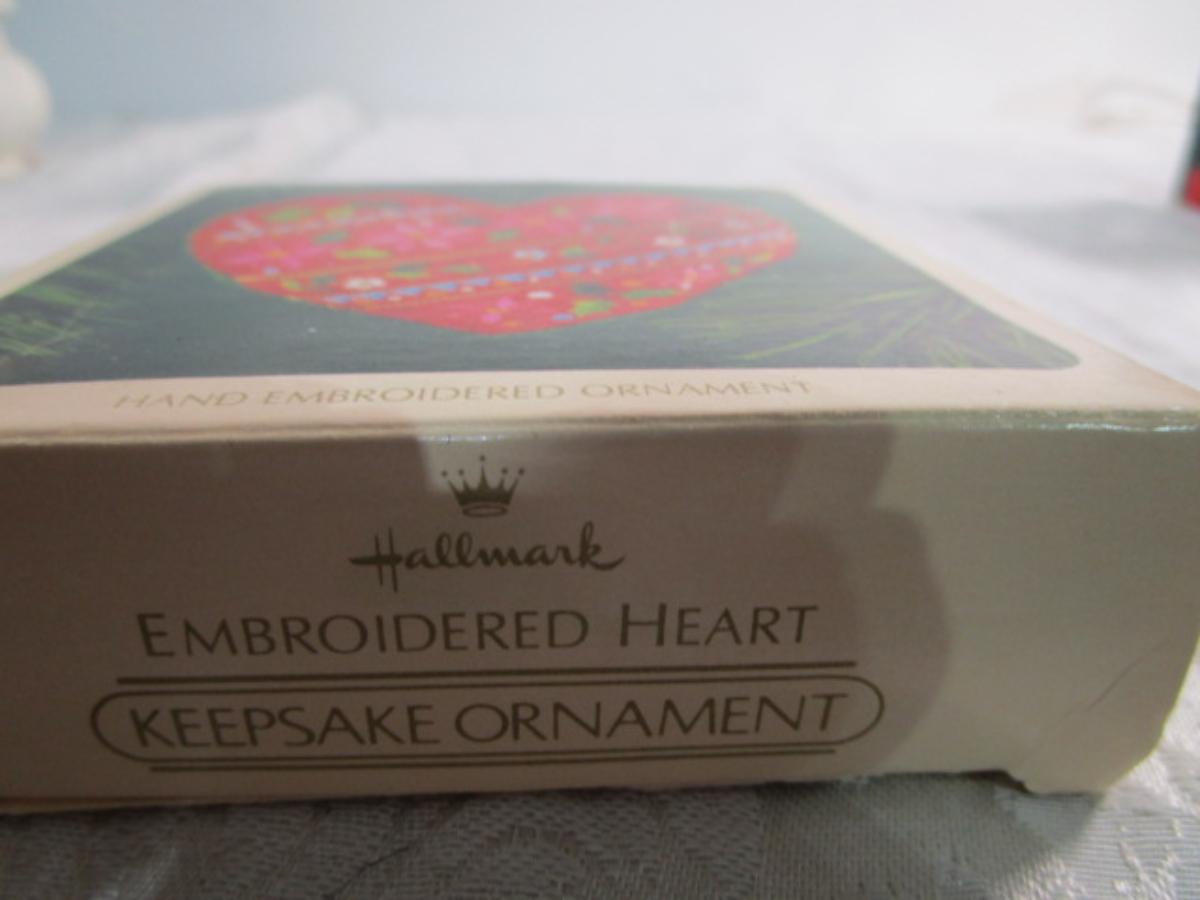 HAND EMBROIDERED ORNAMENT
Hallmark
EMBROIDERED HEART
KEEPSAKE ORNAMENT